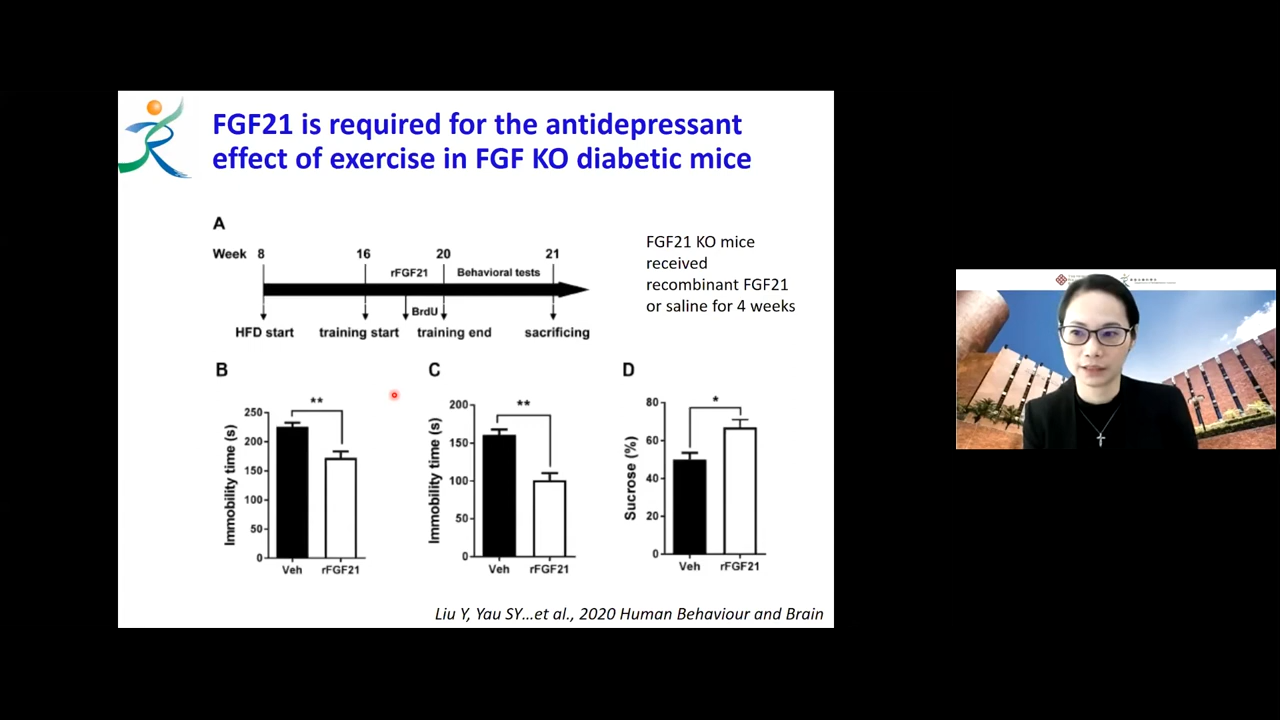 FGF21 is required for the antidepressant
effect of exercise in FGF KO diabetic mice
A
Week 8 16 20 21
rFGF21 Behavioral tests
BrdU
HFD start training start training end sacrificing
FGF21 KO mice
received
recombinant FGF21
or saline for 4 weeks
B
Immobility time (s)
250
200
150
100
50
0
**
Veh rFGF21
C
Immobility time (s)
200
150
100
50
0
**
Veh rFGF21
D
Sucrose (%)
80
60
40
20
0
*
Veh rFGF21
Liu Y, Yau SY...et al., 2020 Human Behaviour and Brain